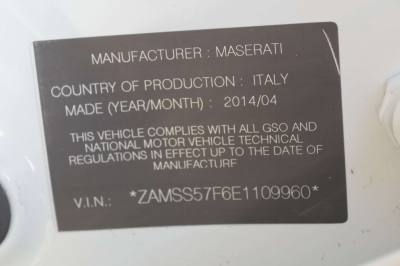 MANUFACTURER : MASERATI
COUNTRY OF PRODUCTION : ITALY
MADE (YEAR/MONTH) : 2014/04
THIS VEHICLE COMPLIES WITH ALL GSO AND
NATIONAL MOTOR VEHICLE TECHNICAL
REGULATIONS IN EFFECT UP TO THE DATE OF
MANUFACTURE
V.I.N.: *ZAMSS57F6E1109960*